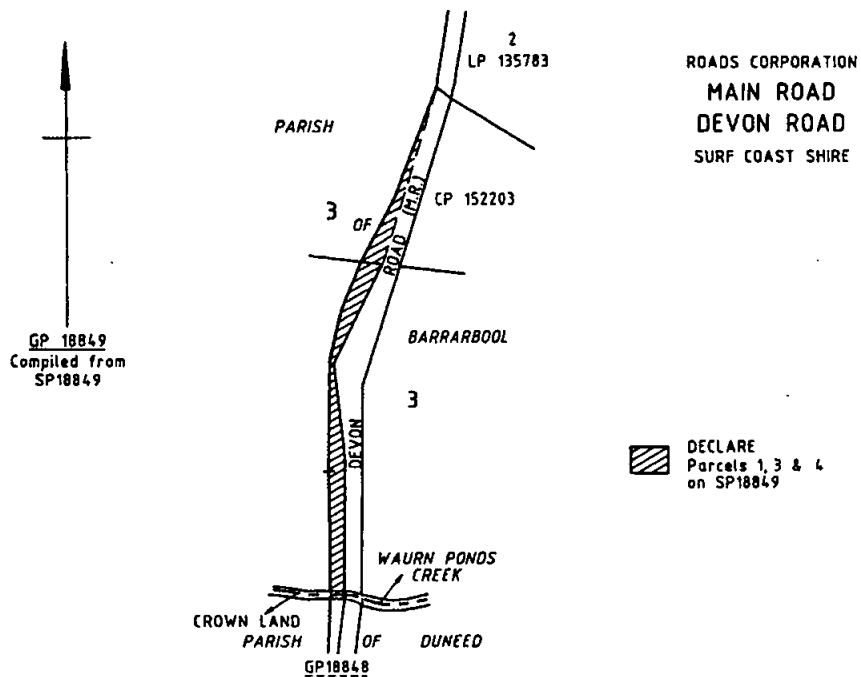 2
LP 135783
ROADS CORPORATION
MAIN ROAD
DEVON ROAD
SURF COAST SHIRE
PARISH
3
OF
CP 152203
ROAD (M.R.)
BARRARBOOL
GP 18849
Compiled from
SP18849
3
DEVON
DECLARE
Parcels 1, 3 & 4
on SP18849
WAURN PONDS
CREEK
CROWN LAND
PARISH OF DUNEED
GP18848